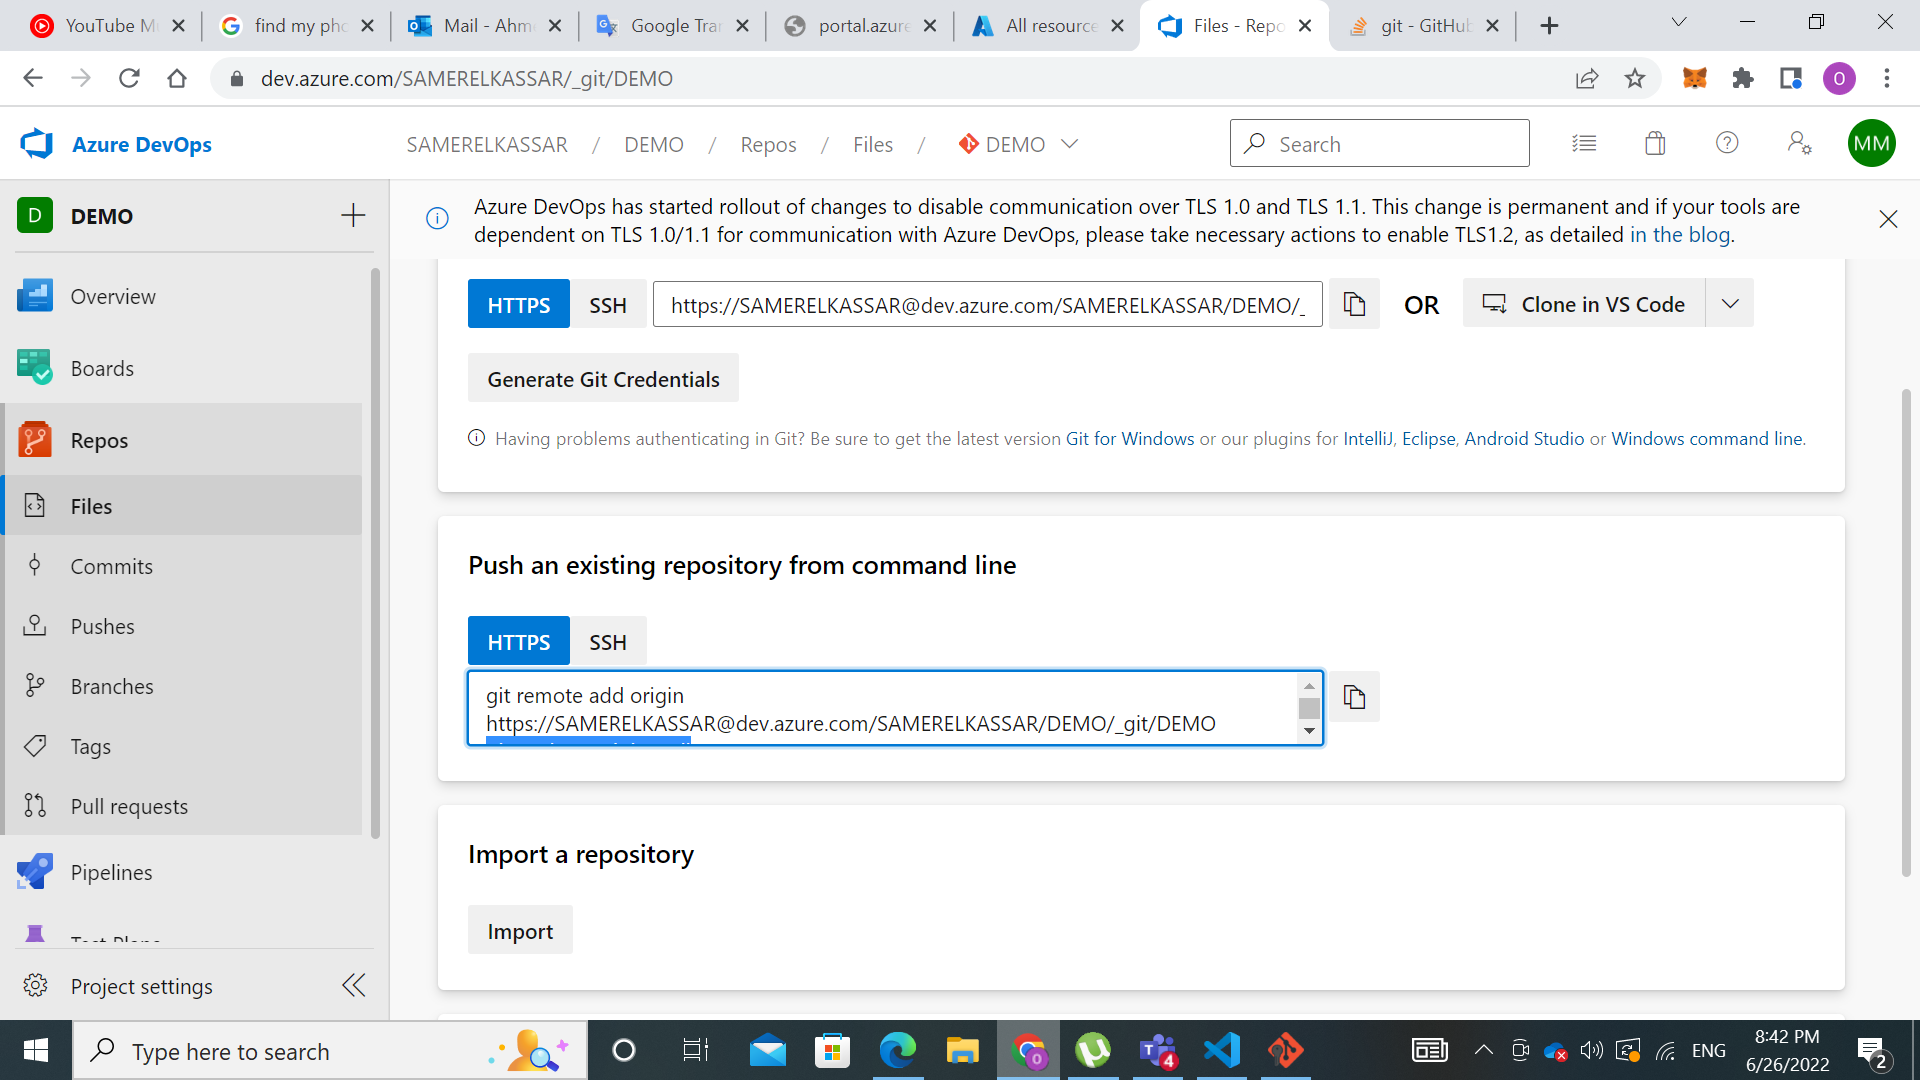 YouTube M
find my pho
Mail - Ahm
Google Tra
portal.azure
All resource
Files - Repo
git - GitHub
dev.azure.com/SAMERELKASSAR/_git/DEMO
O
Azure DevOps
SAMERELKASSAR / DEMO / Repos / Files / DEMO
Search
MM
D DEMO
Azure DevOps has started rollout of changes to disable communication over TLS 1.0 and TLS 1.1. This change is permanent and if your tools are
dependent on TLS 1.0/1.1 for communication with Azure DevOps, please take necessary actions to enable TLS1.2, as detailed in the blog.
Overview
Boards
Repos
Files
Commits
Pushes
Branches
Tags
Pull requests
Pipelines
Test Plans
Project settings
HTTPS SSH https://SAMERELKASSAR@dev.azure.com/SAMERELKASSAR/DEMO/_ OR Clone in VS Code
Generate Git Credentials
Having problems authenticating in Git? Be sure to get the latest version Git for Windows or our plugins for IntelliJ, Eclipse, Android Studio or Windows command line.
Push an existing repository from command line
HTTPS SSH
git remote add origin
https://SAMERELKASSAR@dev.azure.com/SAMERELKASSAR/DEMO/_git/DEMO
Import a repository
Import
Type here to search
O
4
ENG
8:42 PM
6/26/2022
2